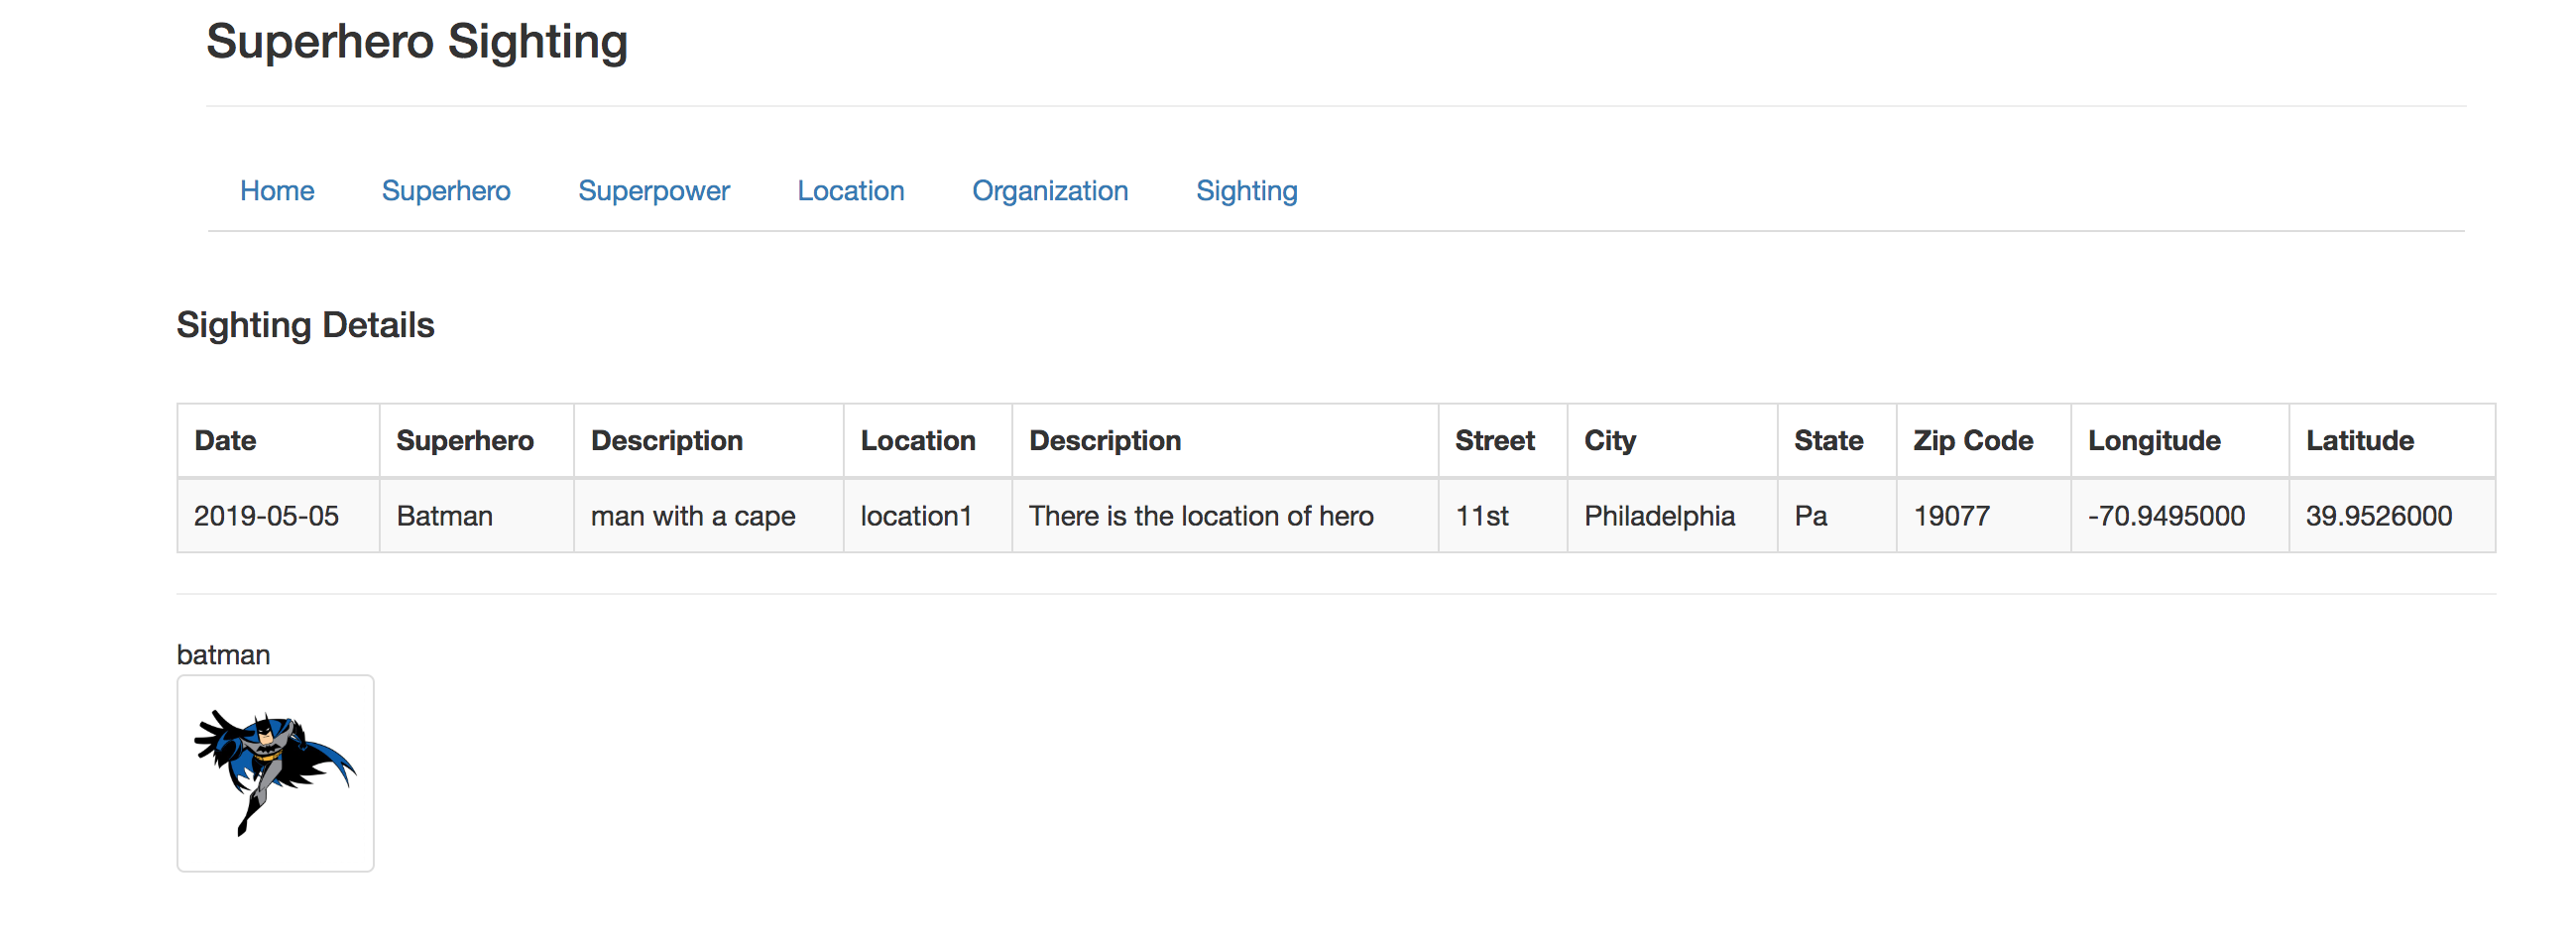 Superhero Sighting
Home Superhero Superpower Location Organization Sighting
Sighting Details
Date Superhero Description Location Description Street City State Zip Code Longitude Latitude
2019-05-05 Batman man with a cape location1 There is the location of hero 11st Philadelphia Pa 19077 -70.9495000 39.9526000
batman